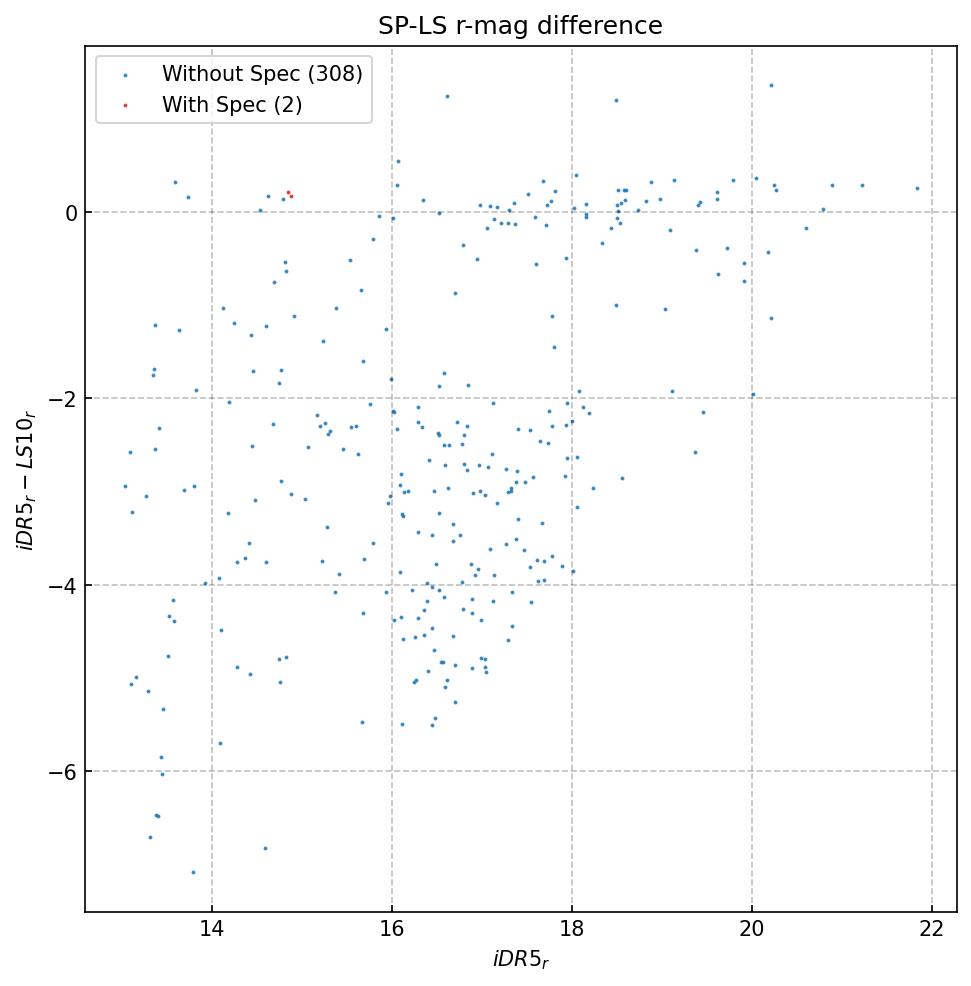 SP-LS r-mag difference
Without Spec (308)
With Spec (2)
0
−2
−4
−6
iDR5r − LS10r
14
16
18
20
22
iDR5r